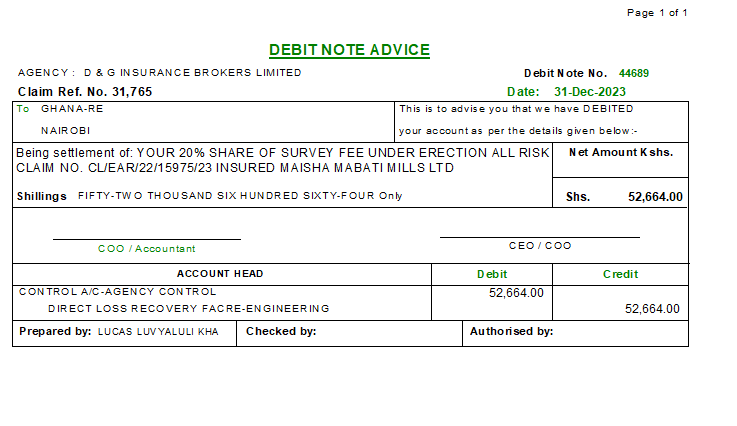 Page 1 of 1
DEBIT NOTE ADVICE
AGENCY : D & G INSURANCE BROKERS LIMITED
Debit Note No. 44689
Claim Ref. No. 31,765
Date: 31-Dec-2023
To GHANA-RE
NAIROBI
This is to advise you that we have DEBITED
your account as per the details given below:-
Being settlement of: YOUR 20% SHARE OF SURVEY FEE UNDER ERECTION ALL RISK
CLAIM NO. CL/EAR/22/15975/23 INSURED MAISHA MABATI MILLS LTD
Net Amount Kshs.
Shillings FIFTY-TWO THOUSAND SIX HUNDRED SIXTY-FOUR Only
Shs. 52,664.00
COO / Accountant
CEO / COO
ACCOUNT HEAD Debit Credit
CONTROL A/C-AGENCY CONTROL 52,664.00
DIRECT LOSS RECOVERY FACRE-ENGINEERING 52,664.00
Prepared by: LUCAS LUVYALULI KHA Checked by: Authorised by: